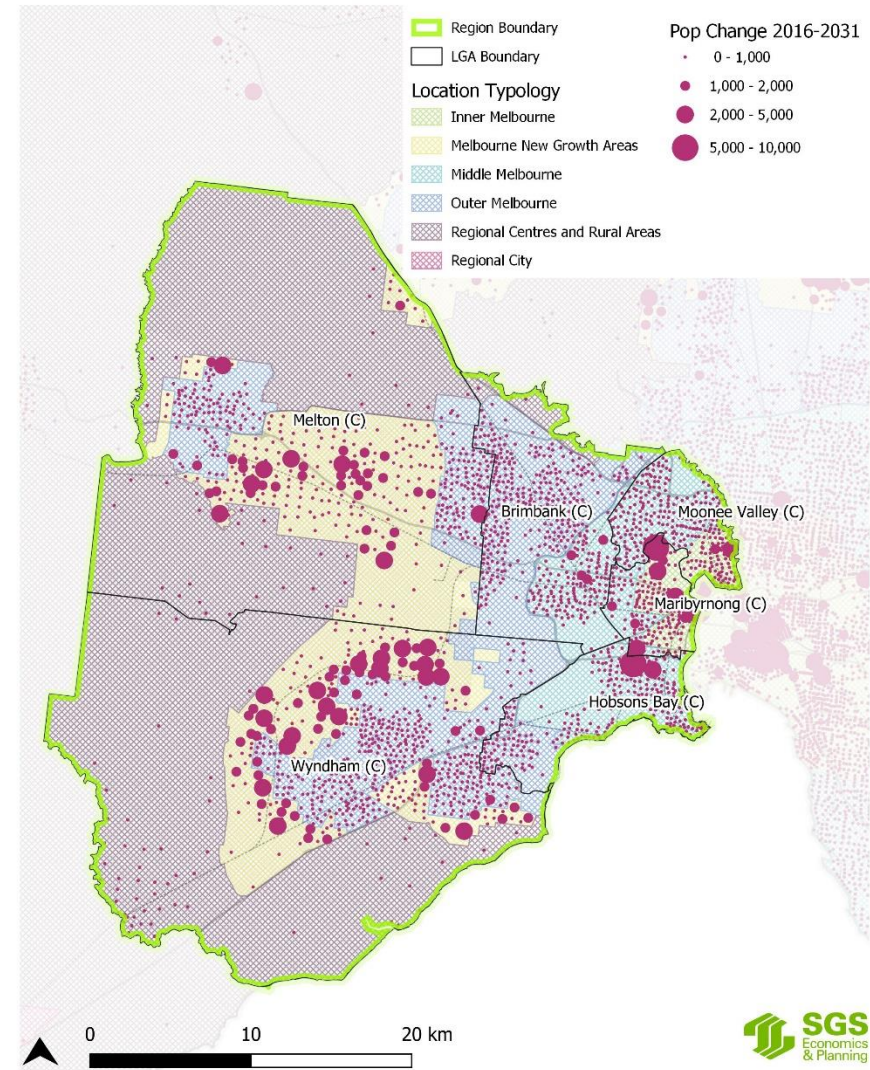 Region Boundary
LGA Boundary
Location Typology
Inner Melbourne
Melbourne New Growth Areas
Middle Melbourne
Outer Melbourne
Regional Centres and Rural Areas
Regional City
Pop Change 2016-2031
0 - 1,000
1,000 - 2,000
2,000 - 5,000
5,000 - 10,000
Melton (C)
Brimbank (C)
Moonee Valley (C)
Maribyrnong (C)
Hobsons Bay (C)
Wyndham (C)
0 10 20 km
SGS
Economics
& Planning